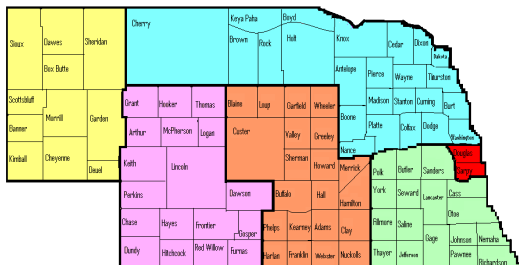 Cherry
Keya Paha
Boyd
Sioux
Dawes
Sheridan
Brown
Rock
Holt
Knox
Cedar
Dixon
Dakota
Box Butte
Antelope
Pierce
Wayne
Thurston
Scottsbluff
Banner
Morrill
Garden
Kimball
Cheyenne
Deuel
Grant
Hooker
Thomas
Blaine
Loup
Garfield
Wheeler
Madison
Stanton
Cuming
Burt
Arthur
McPherson
Logan
Custer
Valley
Greeley
Boone
Platte
Colfax
Dodge
Washington
Nance
Keith
Lincoln
Sherman
Howard
Merrick
Polk
Butler
Sanders
Douglas
Sarpy
Perkins
Dawson
Buffalo
Hall
Hamilton
York
Seward
Lancaster
Cass
Otoe
Chase
Hayes
Frontier
Gosper
Phelps
Kearney
Adams
Clay
Fillmore
Saline
Gage
Johnson
Nemaha
Dundy
Hitchcock
Red Willow
Furnas
Harlan
Franklin
Webster
Nuckolls
Thayer
Jefferson
Pawnee
Richardson